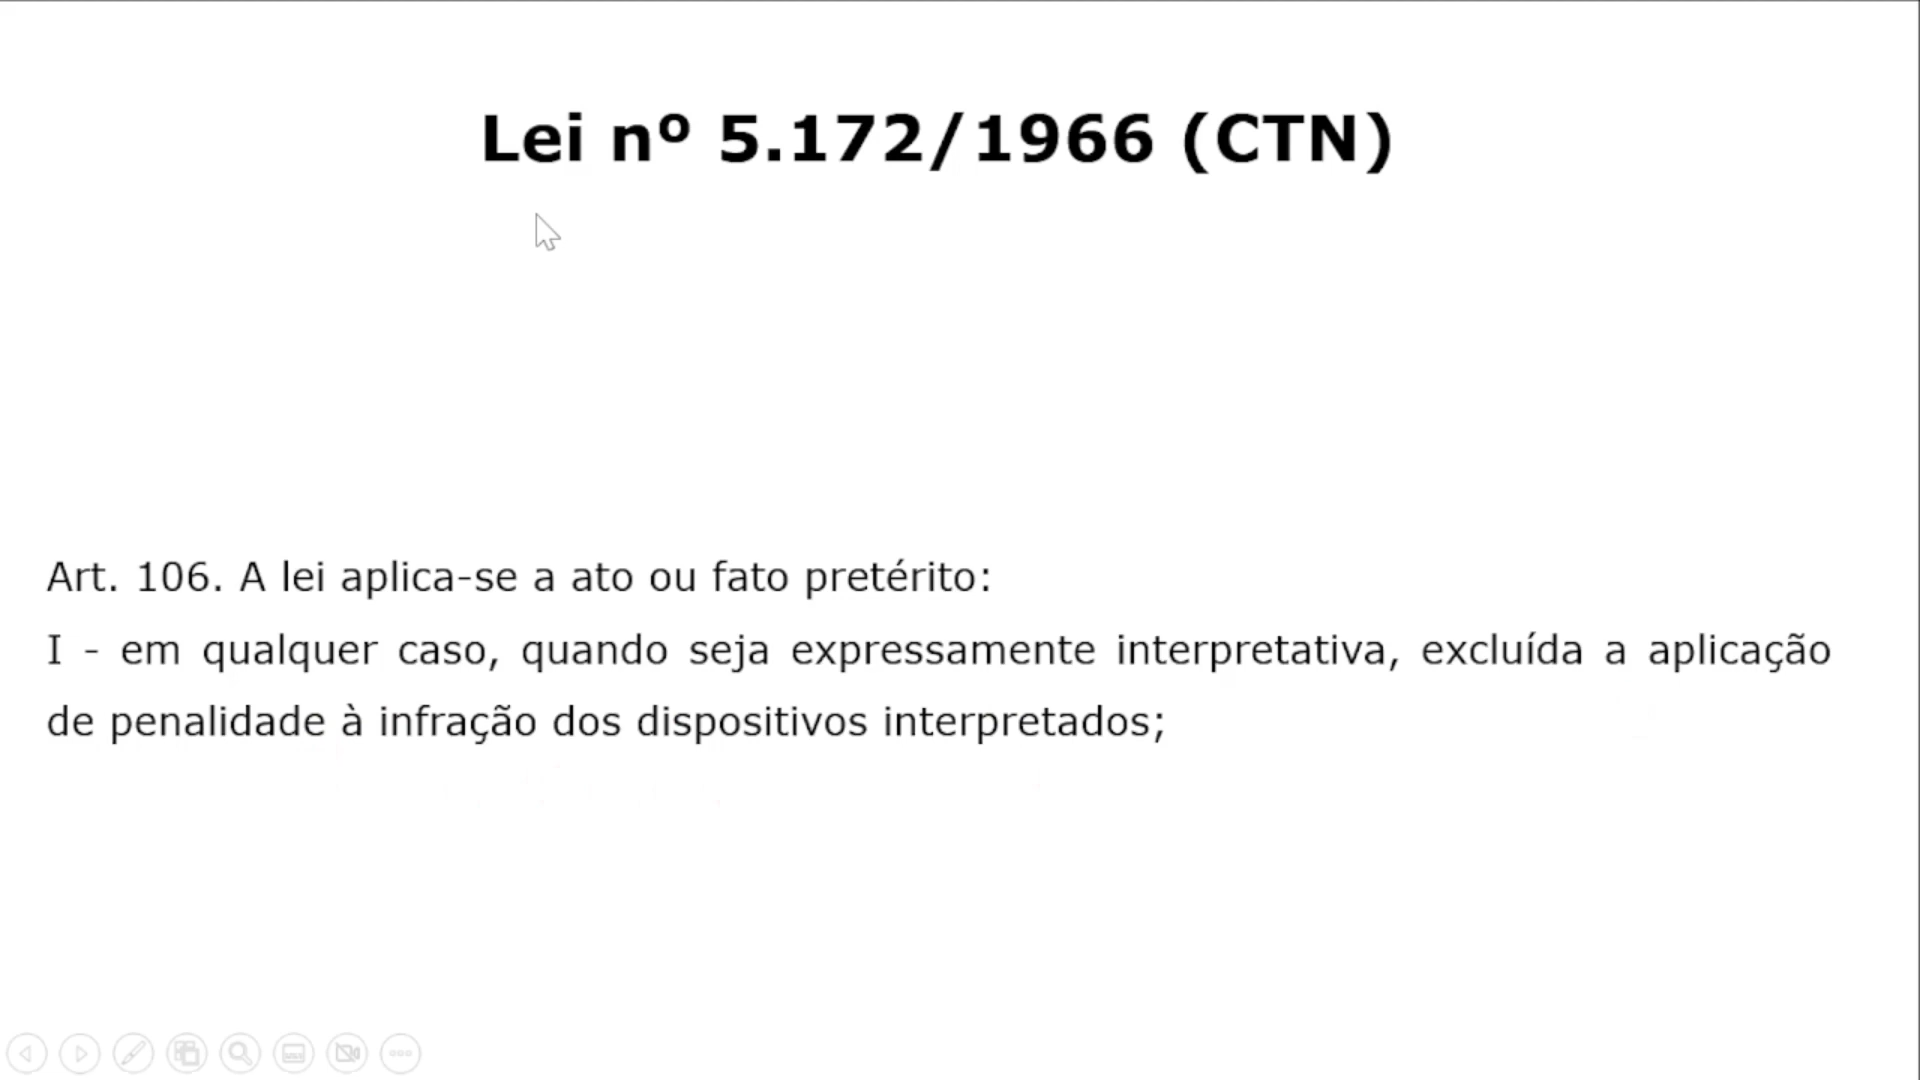 Lei nº 5.172/1966 (CTN)
Art. 106. A lei aplica-se a ato ou fato pretérito:
I - em qualquer caso, quando seja expressamente interpretativa, excluída a aplicação
de penalidade à infração dos dispositivos interpretados;